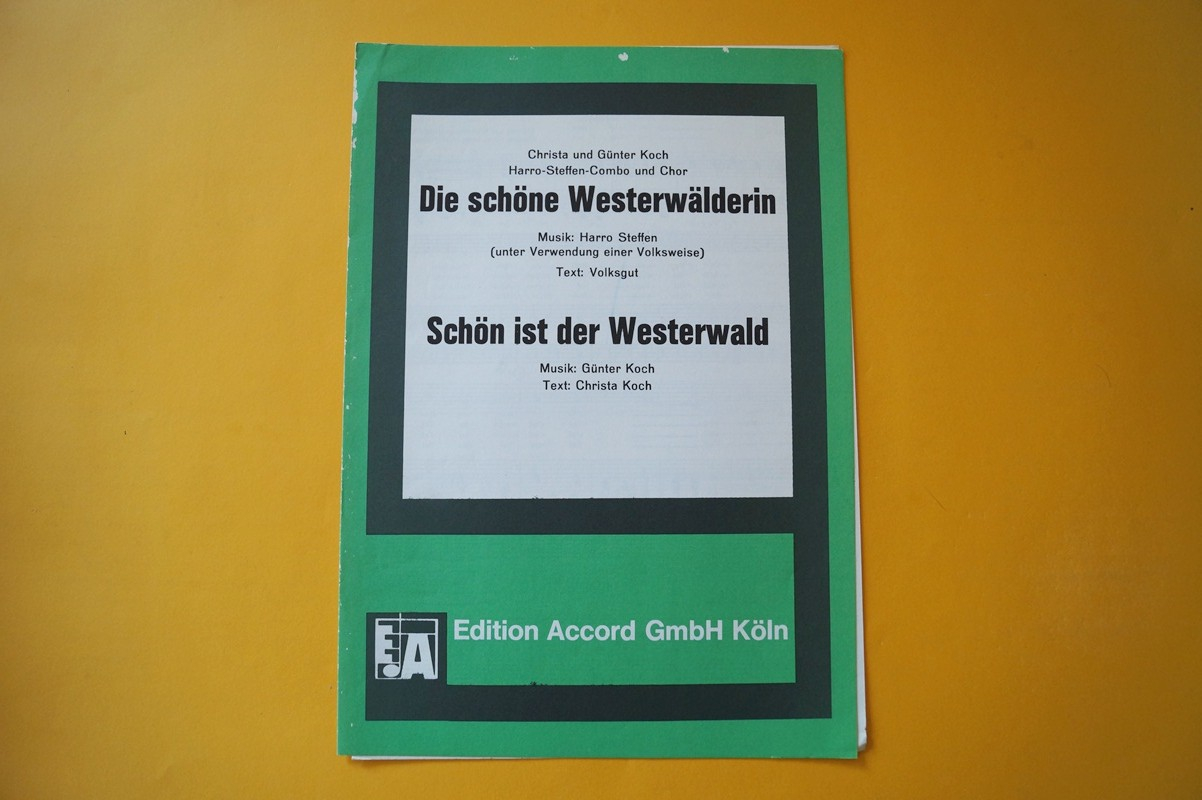 Christa und Günter Koch
Harro-Steffen-Combo und Chor
Die schöne Westerwälderin
Musik: Harro Steffen
(unter Verwendung einer Volksweise)
Text: Volksgut
Schön ist der Westerwald
Musik: Günter Koch
Text: Christa Koch
EA
Edition Accord GmbH Köln